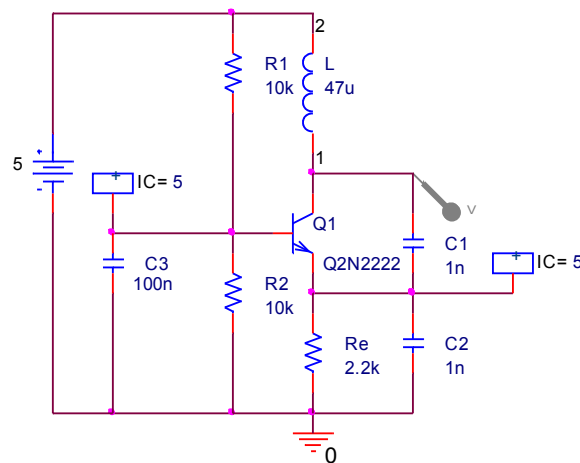 2
R1
10k
L
47u
5
+
-
+
IC= 5
1
V
Q1
C3
100n
Q2N2222
C1
1n
+
IC= 5
R2
10k
Re
2.2k
C2
1n
0